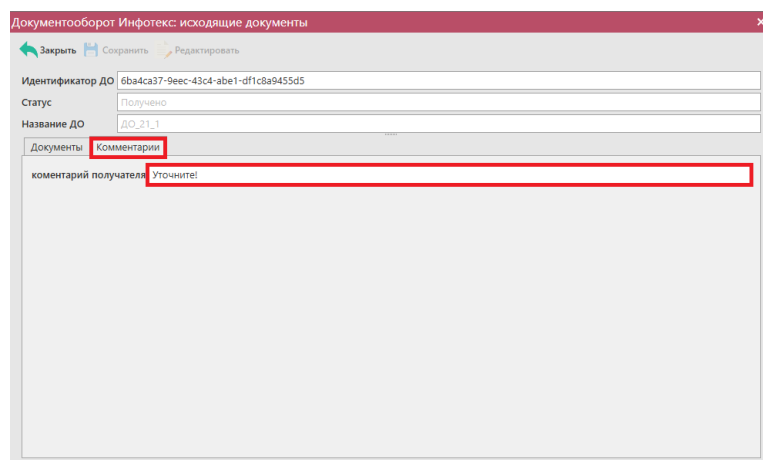 Документооборот Инфотекс: исходящие документы
Закрыть Сохранить Редактировать
Идентификатор ДО 6ba4ca37-9eec-43c4-abe1-df1c8a9455d5
Статус Получено
Название ДО ДО_21_1
Документы Комментарии
коментарий получателя Уточните!